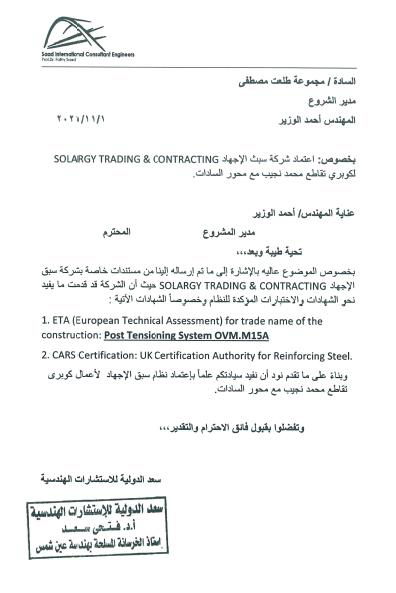 Saad International Consultant Engineers
Prof.Dr. Fathy Saad
السادة / مجموعة طلعت مصطفى
مدير الشروع
المهندس أحمد الوزير
٢٠٢١/١١/١
بخصوص: اعتماد شركة سبث الإجهاد SOLARGY TRADING & CONTRACTING
لكوبري تقاطع محمد نجيب مع محور السادات.
عناية المهندس/ أحمد الوزير
مدير المشروع المحترم
تحية طيبة وبعد،،،
بخصوص الموضوع عاليه بالإشارة إلى ما تم إرساله إلينا من مستندات خاصة بشركة سبق
الإجهاد SOLARGY TRADING & CONTRACTING حيث أن الشركة قد قدمت ما يفيد
نحو الشهادات والاختبارات المؤكدة للنظام وخصوصاً الشهادات الآتية :
1. ETA (European Technical Assessment) for trade name of the
construction: Post Tensicning System OVM.M15A
2. CARS Certification: UK Certification Authority for Reinforcing Steel.
وبناءً على ما تقدم نود أن نفيد سيادتكم علماً بإعتماد نظام سبق الإجهاد لأعمال كوبرى
تقاطع محمد نجيب مع محور السادات.
وتفضلوا بقبول فائق الاحترام والتقدير،،،
سعد الدولية للاستشارات الهندسية
سعد الدولية للإستشارات الهندسية
أ.د. فتحى سعد
استاذ الخرسانة المسلحة بهندسة عين شمس